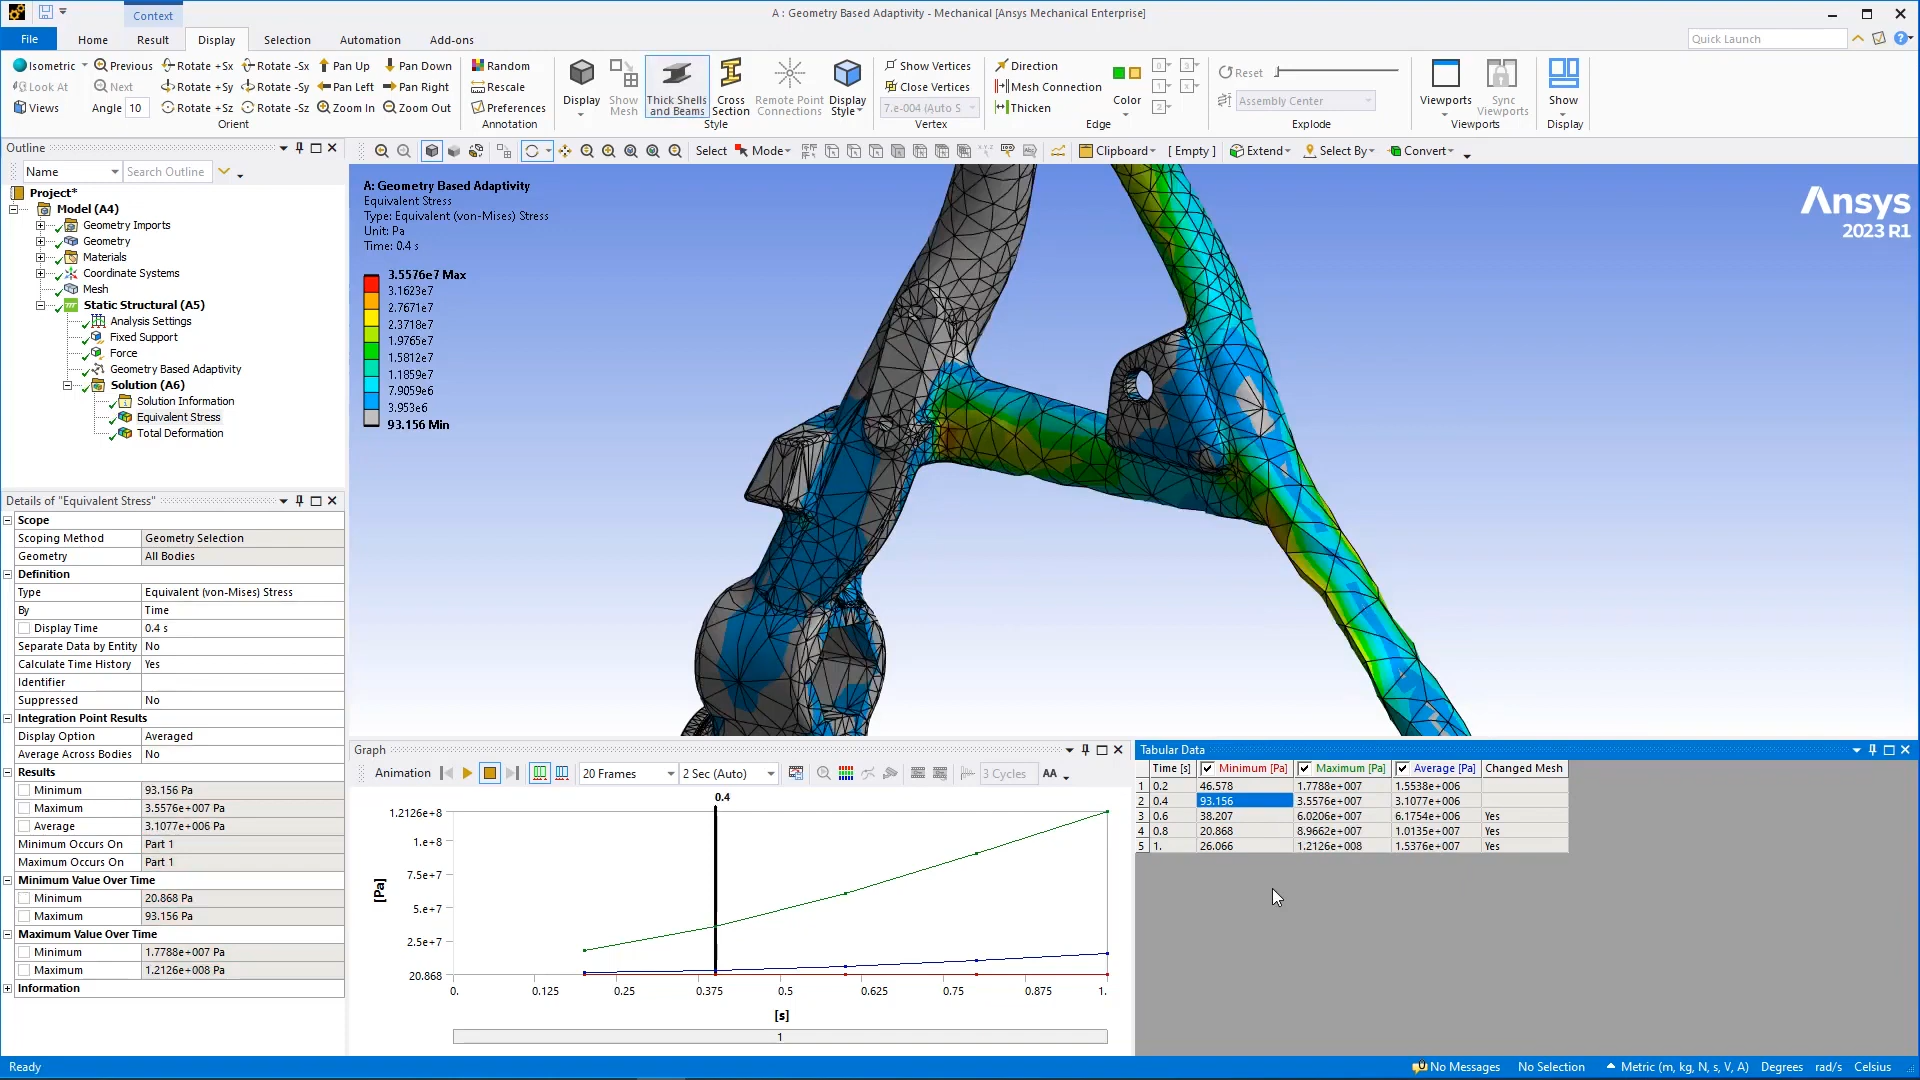 Context
A : Geometry Based Adaptivity - Mechanical [Ansys Mechanical Enterprise]
File Home Result Display Selection Automation Add-ons
Quick Launch
Isometric Previous Rotate +Sx Rotate -Sx Pan Up Pan Down
Look At Next Rotate +Sy Rotate -Sy Pan Left Pan Right
Views Angle 10 Rotate +Sz Rotate -Sz Zoom In Zoom Out
Orient
Random
Rescale
Preferences
Annotation
Display
Show Mesh
Thick Shells and Beams
Cross Section
Remote Point Connections
Display Style
Style
Show Vertices
Close Vertices
7.e-004 (Auto S
Vertex
Direction
Mesh Connection
Thicken
Color
Edge
Reset
Assembly Center
Explode
Viewports
Sync Viewports
Viewports
Show
Display
Outline
Name Search Outline
Select Mode Clipboard [ Empty ] Extend Select By Convert
Project*
Model (A4)
Geometry Imports
Geometry
Materials
Coordinate Systems
Mesh
Static Structural (A5)
Analysis Settings
Fixed Support
Force
Geometry Based Adaptivity
Solution (A6)
Solution Information
Equivalent Stress
Total Deformation
A: Geometry Based Adaptivity
Equivalent Stress
Type: Equivalent (von-Mises) Stress
Unit: Pa
Time: 0.4 s
3.5576e7 Max
3.1623e7
2.7671e7
2.3718e7
1.9765e7
1.5812e7
1.1859e7
7.9059e6
3.953e6
93.156 Min
Ansys
2023 R1
Details of "Equivalent Stress"
Scope
Scoping Method Geometry Selection
Geometry All Bodies
Definition
Type Equivalent (von-Mises) Stress
By Time
Display Time 0.4 s
Separate Data by Entity No
Calculate Time History Yes
Identifier
Suppressed No
Integration Point Results
Display Option Averaged
Average Across Bodies No
Results
Minimum 93.156 Pa
Maximum 3.5576e+007 Pa
Average 3.1077e+006 Pa
Minimum Occurs On Part 1
Maximum Occurs On Part 1
Minimum Value Over Time
Minimum 20.868 Pa
Maximum 93.156 Pa
Maximum Value Over Time
Minimum 1.7788e+007 Pa
Maximum 1.2126e+008 Pa
Information
Graph
Animation 20 Frames 2 Sec (Auto) 3 Cycles AA
0.4
1.2126e+8
1.e+8
7.5e+7
5.e+7
2.5e+7
20.868
[Pa]
0. 0.125 0.25 0.375 0.5 0.625 0.75 0.875 1.
[s]
1
Tabular Data
Time [s] Minimum [Pa] Maximum [Pa] Average [Pa] Changed Mesh
1 0.2 46.578 1.7788e+007 1.5538e+006
2 0.4 93.156 3.5576e+007 3.1077e+006
3 0.6 38.207 6.0206e+007 6.1754e+006 Yes
4 0.8 20.868 8.9662e+007 1.0135e+007 Yes
5 1. 26.066 1.2126e+008 1.5376e+007 Yes
Ready
No Messages No Selection Metric (m, kg, N, s, V, A) Degrees rad/s Celsius